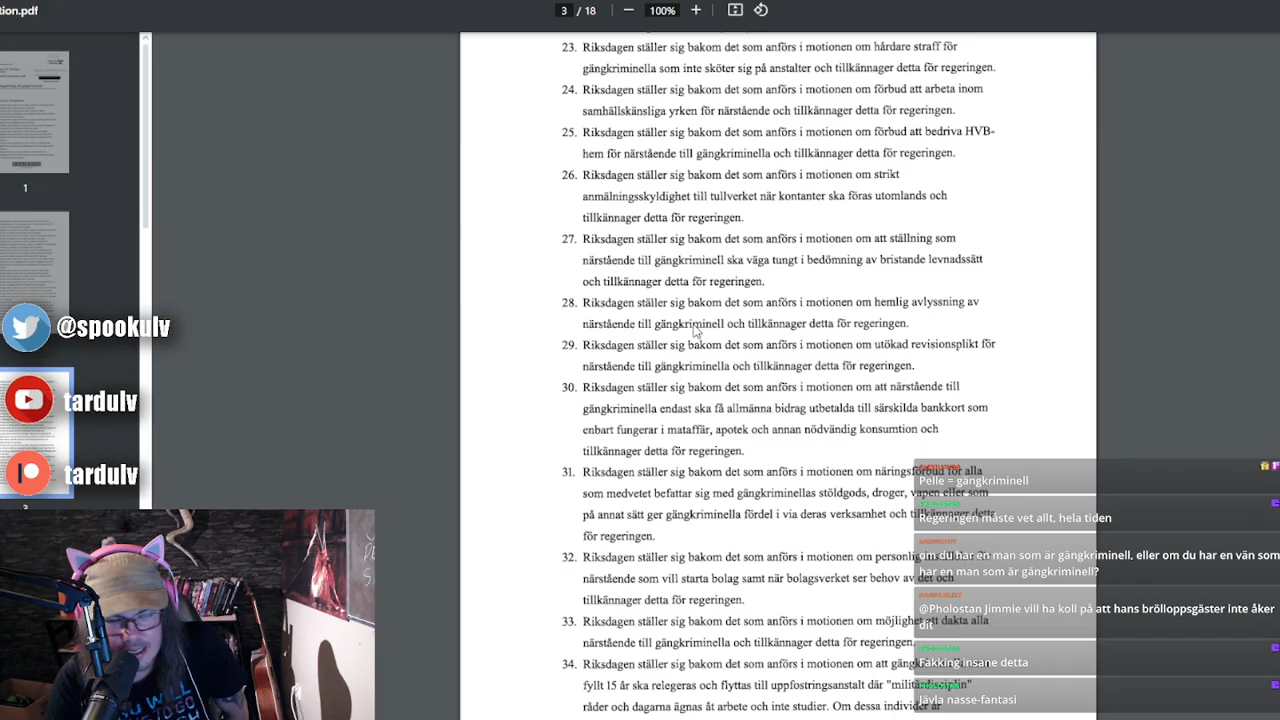 tion.pdf
3 / 18
100%
23. Riksdagen ställer sig bakom det som anförs i motionen om hårdare straff för
gängkriminella som inte sköter sig på anstalter och tillkännager detta för regeringen.
24. Riksdagen ställer sig bakom det som anförs i motionen om förbud att arbeta inom
samhällskänsliga yrken för närstående och tillkännager detta för regeringen.
25. Riksdagen ställer sig bakom det som anförs i motionen om förbud att bedriva HVB-
hem för närstående till gängkriminella och tillkännager detta för regeringen.
26. Riksdagen ställer sig bakom det som anförs i motionen om strikt
anmälningsskyldighet till tullverket när kontanter ska föras utomlands och
tillkännager detta för regeringen.
27. Riksdagen ställer sig bakom det som anförs i motionen om att ställning som
närstående till gängkriminell ska väga tungt i bedömning av bristande levnadssätt
och tillkännager detta för regeringen.
28. Riksdagen ställer sig bakom det som anförs i motionen om hemlig avlyssning av
närstående till gängkriminell och tillkännager detta för regeringen.
29. Riksdagen ställer sig bakom det som anförs i motionen om utökad revisionsplikt för
närstående till gängkriminella och tillkännager detta för regeringen.
30. Riksdagen ställer sig bakom det som anförs i motionen om att närstående till
gängkriminella endast ska få allmänna bidrag utbetalda till särskilda bankkort som
enbart fungerar i mataffär, apotek och annan nödvändig konsumtion och
tillkännager detta för regeringen.
31. Riksdagen ställer sig bakom det som anförs i motionen om näringsförbud för alla
som medvetet befattar sig med gängkriminellas stöldgods, droger, vapen eller som
på annat sätt ger gängkriminella fördel i via deras verksamhet och tillkännager detta
för regeringen.
32. Riksdagen ställer sig bakom det som anförs i motionen om
närstående som vill starta bolag samt när bolagsverket ser behov av det och
tillkännager detta för regeringen.
33. Riksdagen ställer sig bakom det som anförs i motionen om möjlighet att dakta alla
närstående till gängkriminella och tillkännager detta för regeringen.
34. Riksdagen ställer sig bakom det som anförs i motionen om att
fyllt 15 år ska relegeras och flyttas till uppfostringsanstalt där "militärdisciplin"
råder och dagarna ägnas åt arbete och inte studier. Om dessa individer är
1
@spookulv
tardulv
tardulv
Pelle = gängkriminell
Regeringen måste vet allt, hela tiden
om du har en man som är gängkriminell, eller om du har en vän som
har en man som är gängkriminell?
@Pholostan Jimmie vill ha koll på att hans brölloppsgäster inte åker
dit
Fakking insane detta
Jävla nasse-fantasi